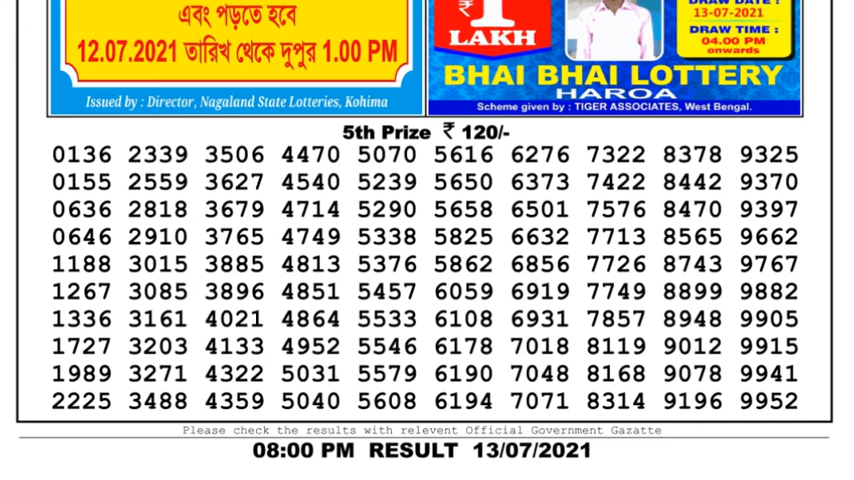 এবং পড়তে হবে
12.07.2021 তারিখ থেকে দুপুর 1.00 PM
Issued by : Director, Nagaland State Lotteries, Kohima
₹ 1
LAKH
DRAW DATE :
13-07-2021
DRAW TIME :
04.00 PM
onwards
BHAI BHAI LOTTERY
HAROA
Scheme given by : TIGER ASSOCIATES, West Bengal.
5th Prize ₹ 120/-
0136 2339 3506 4470 5070 5616 6276 7322 8378 9325
0155 2559 3627 4540 5239 5650 6373 7422 8442 9370
0636 2818 3679 4714 5290 5658 6501 7576 8470 9397
0646 2910 3765 4749 5338 5825 6632 7713 8565 9662
1188 3015 3885 4813 5376 5862 6856 7726 8743 9767
1267 3085 3896 4851 5457 6059 6919 7749 8899 9882
1336 3161 4021 4864 5533 6108 6931 7857 8948 9905
1727 3203 4133 4952 5546 6178 7018 8119 9012 9915
1989 3271 4322 5031 5579 6190 7048 8168 9078 9941
2225 3488 4359 5040 5608 6194 7071 8314 9196 9952
Please check the results with relevent Official Government Gazatte
08:00 PM RESULT 13/07/2021